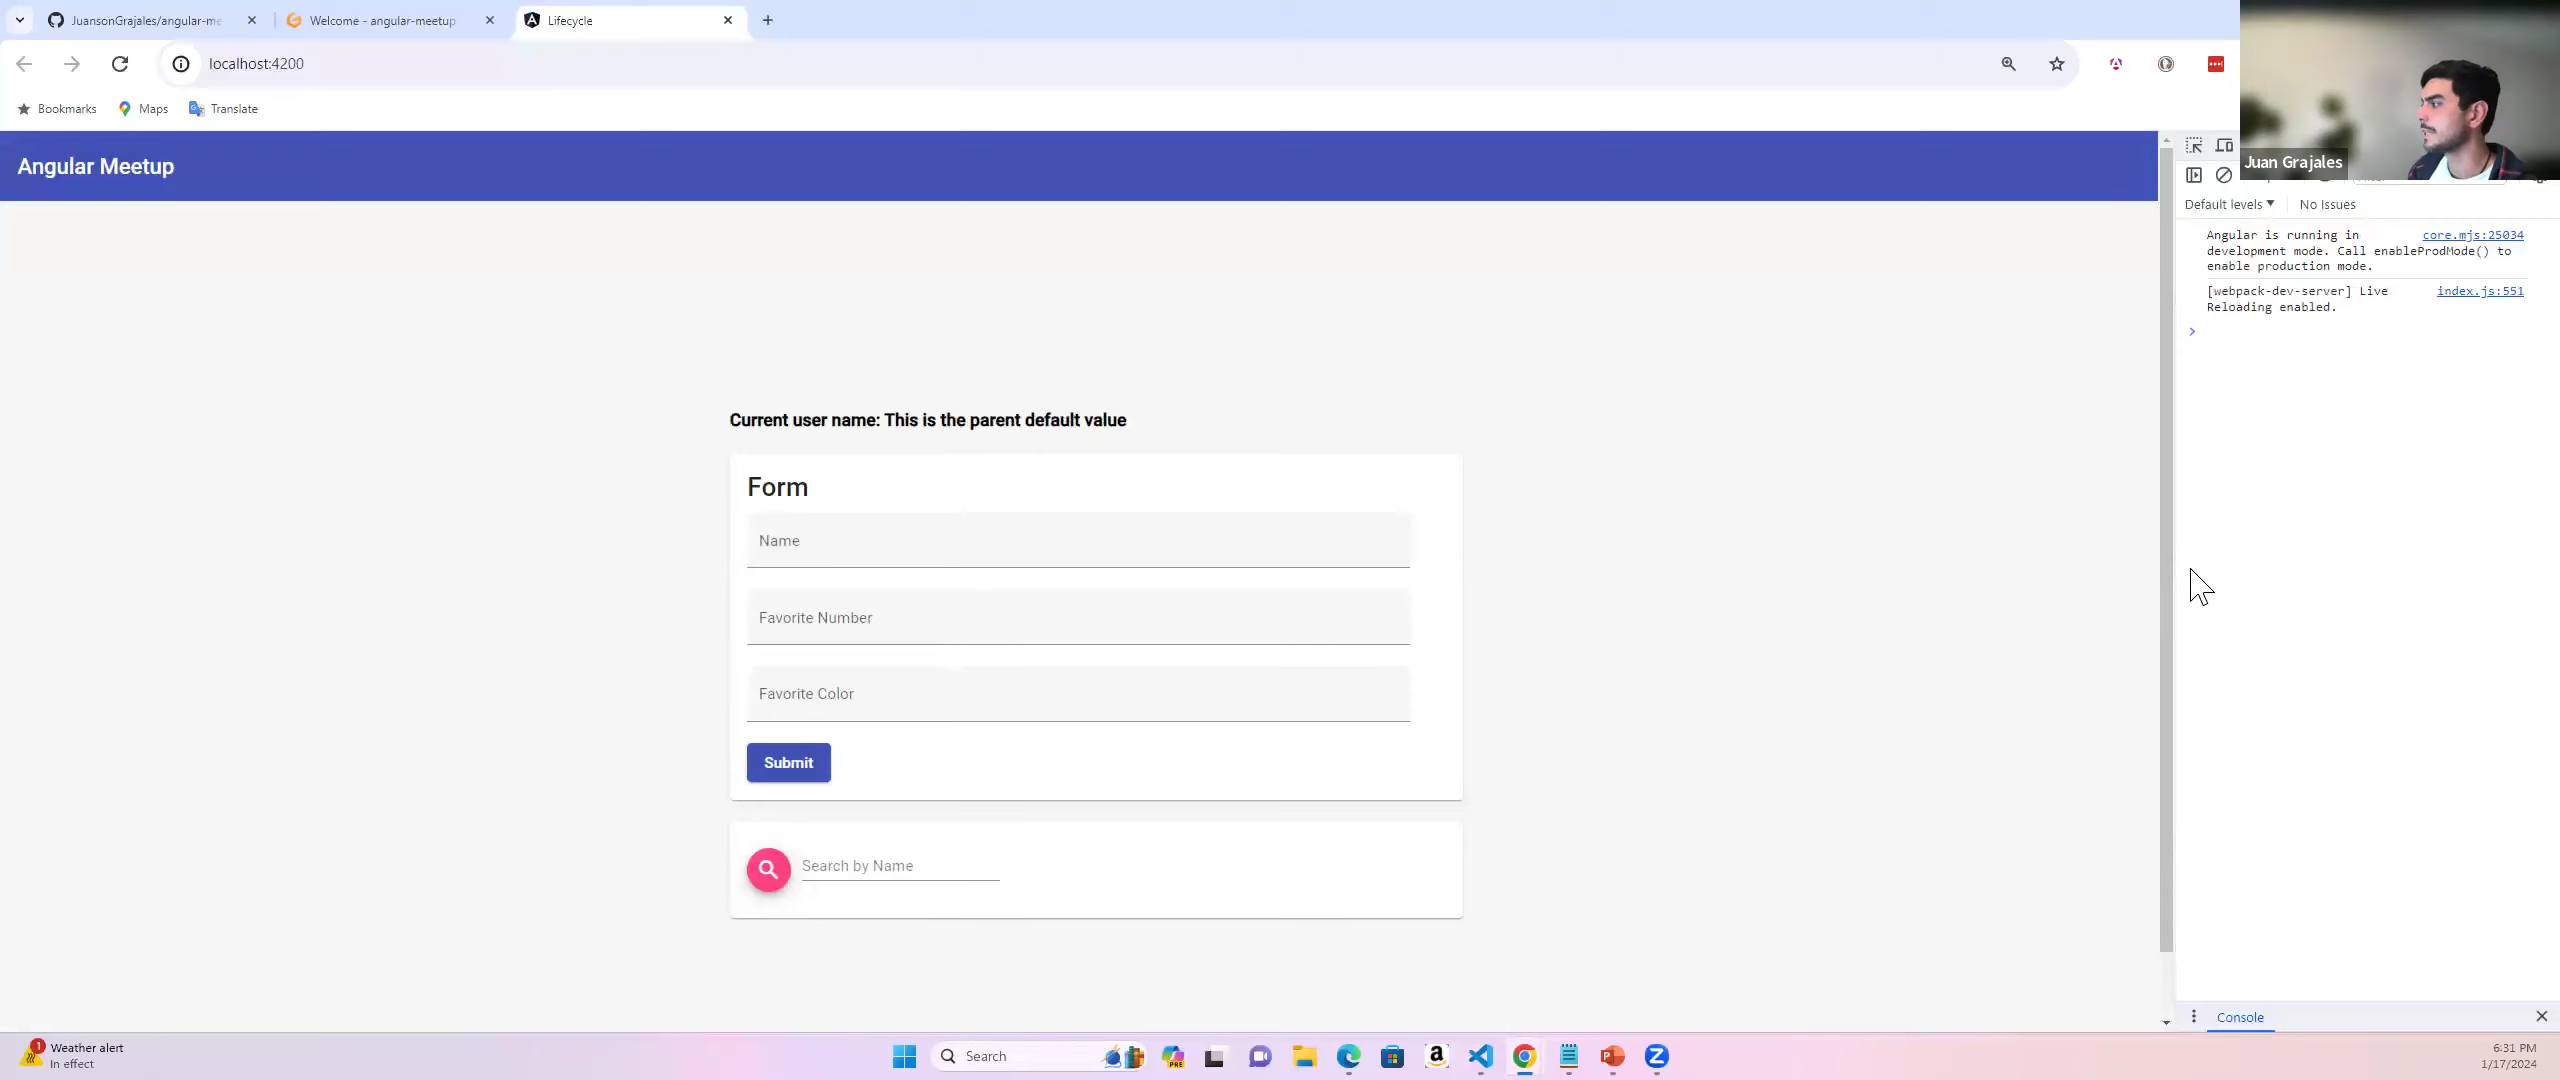 JuansonGrajales/angular-me
Welcome - angular-meetup
Lifecycle
localhost:4200
Bookmarks
Maps
Translate
Angular Meetup
Juan Grajales
Default levels
No Issues
Angular is running in core.mjs:25034
development mode. Call enableProdMode() to
enable production mode.
[webpack-dev-server] Live index.js:551
Reloading enabled.
Current user name: This is the parent default value
Form
Name
Favorite Number
Favorite Color
Submit
Search by Name
Console
1
Weather alert
In effect
Search
PRE
6:31 PM
1/17/2024